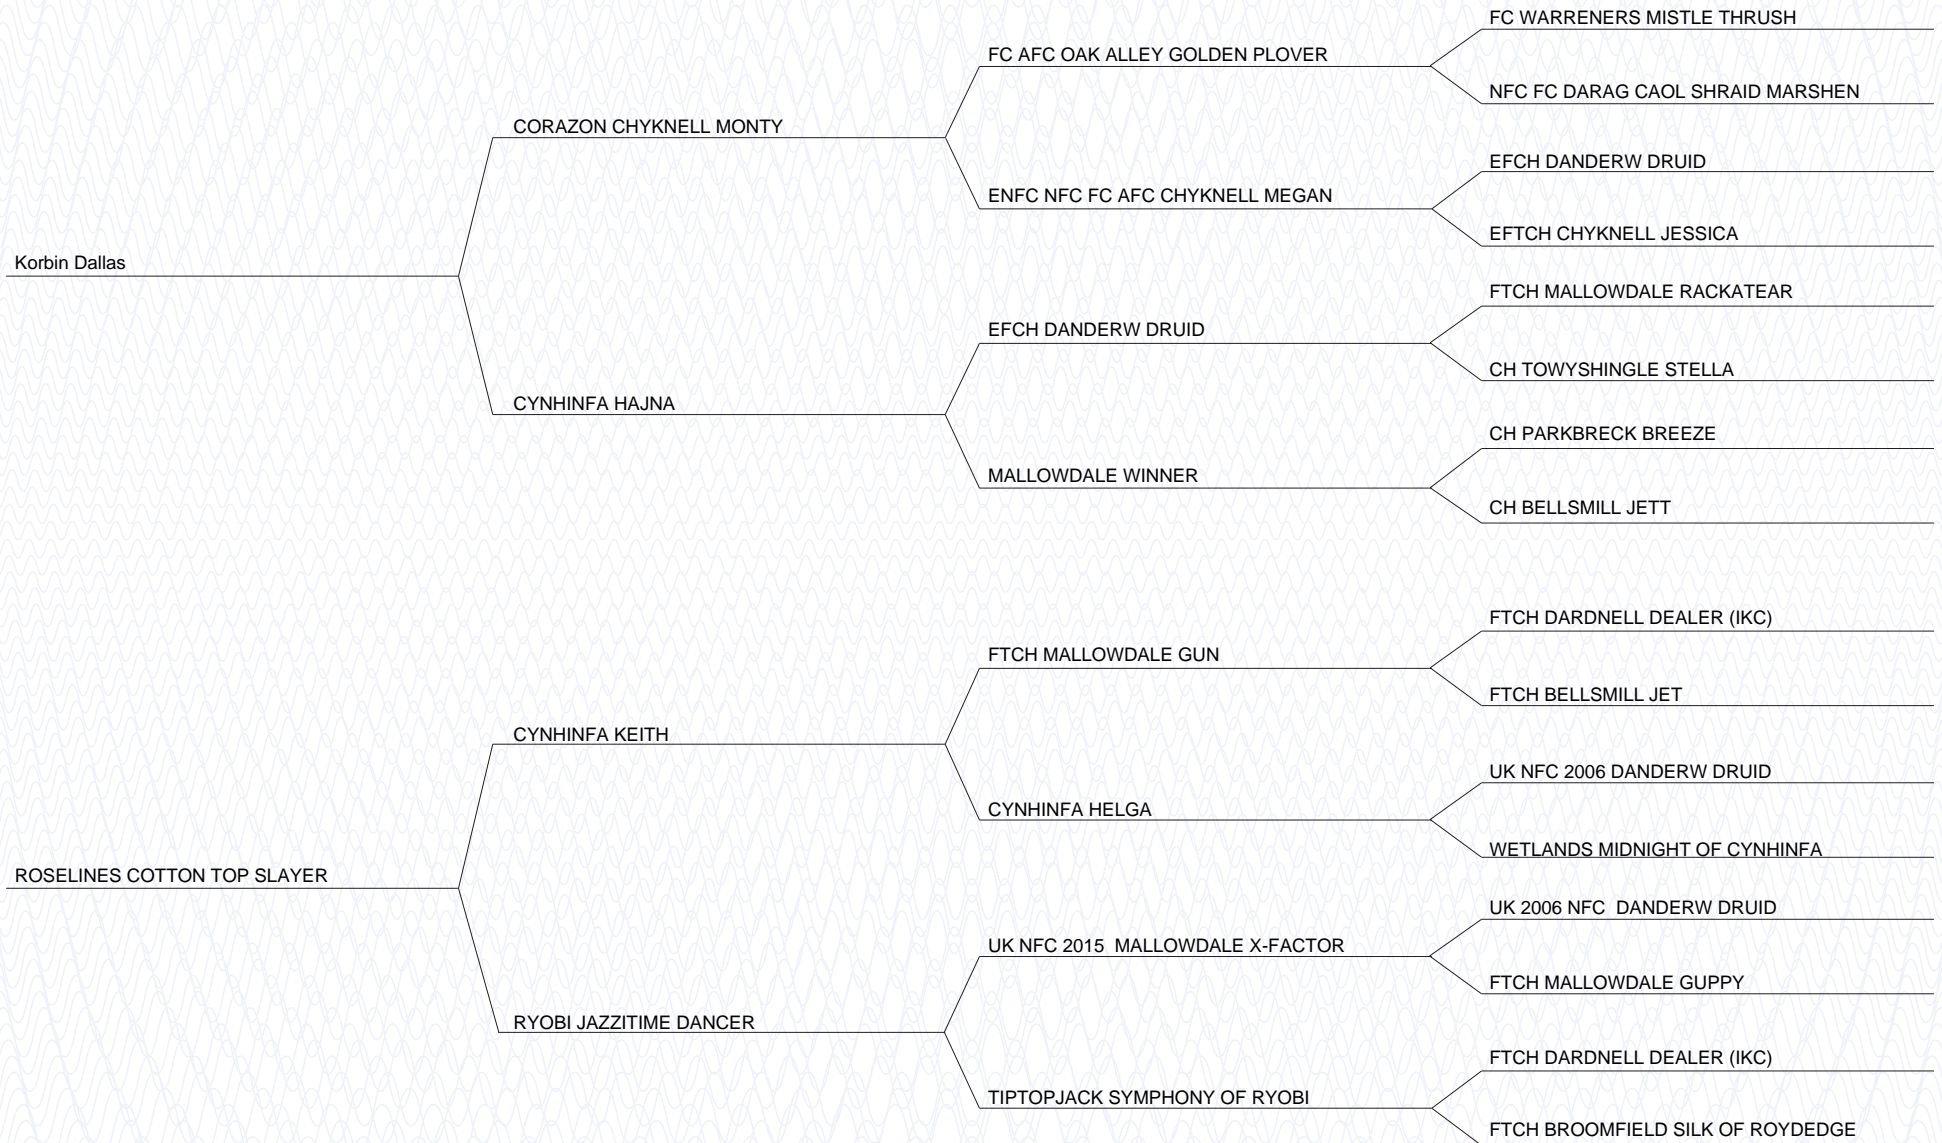 FC WARRENERS MISTLE THRUSH
FC AFC OAK ALLEY GOLDEN PLOVER
NFC FC DARAG CAOL SHRAID MARSHEN
CORAZON CHYKNELL MONTY
EFCH DANDERW DRUID
ENFC NFC FC AFC CHYKNELL MEGAN
EFTCH CHYKNELL JESSICA
Korbin Dallas
FTCH MALLOWDALE RACKATEAR
EFCH DANDERW DRUID
CH TOWYSHINGLE STELLA
CYNHINFA HAJNA
CH PARKBRECK BREEZE
MALLOWDALE WINNER
CH BELLSMILL JETT
FTCH DARDNELL DEALER (IKC)
FTCH MALLOWDALE GUN
FTCH BELLSMILL JET
CYNHINFA KEITH
UK NFC 2006 DANDERW DRUID
CYNHINFA HELGA
WETLANDS MIDNIGHT OF CYNHINFA
ROSELINES COTTON TOP SLAYER
UK 2006 NFC  DANDERW DRUID
UK NFC 2015  MALLOWDALE X-FACTOR
FTCH MALLOWDALE GUPPY
RYOBI JAZZITIME DANCER
FTCH DARDNELL DEALER (IKC)
TIPTOPJACK SYMPHONY OF RYOBI
FTCH BROOMFIELD SILK OF ROYDEDGE